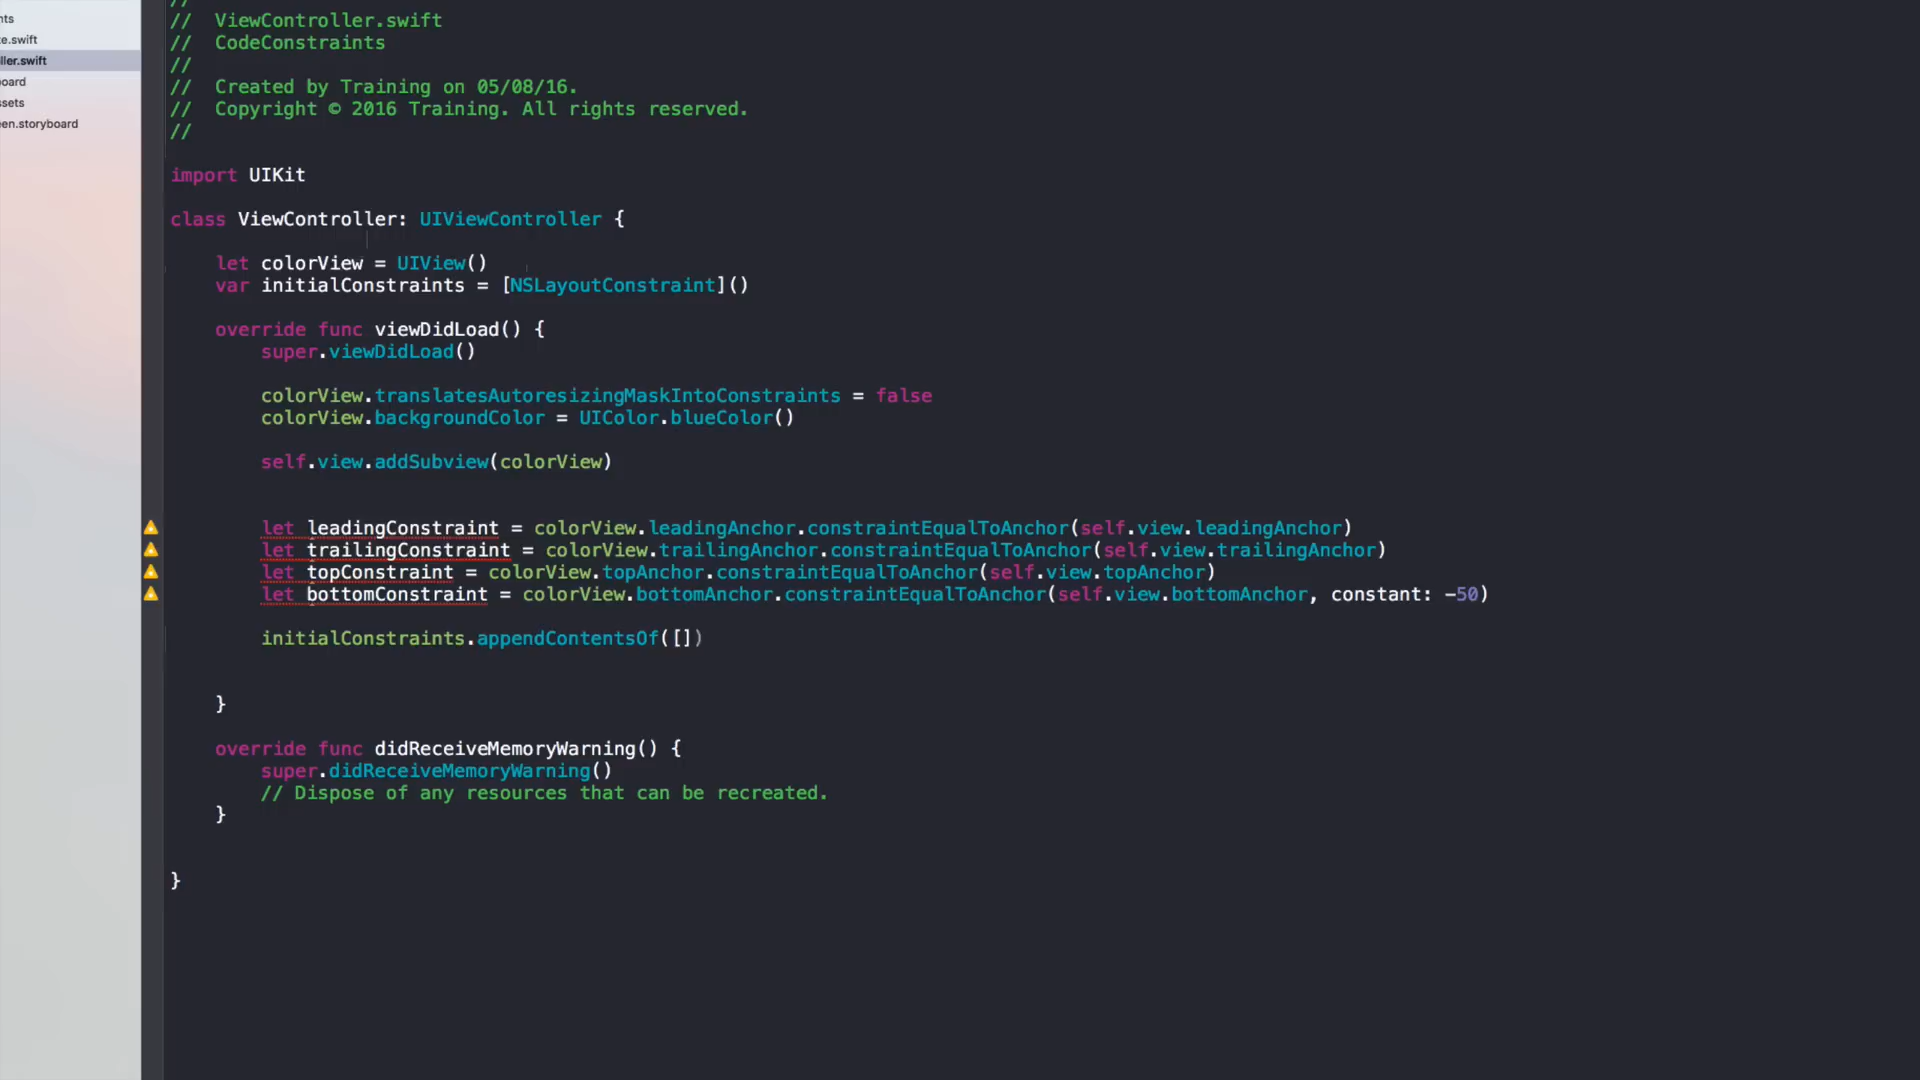 nts
te.swift
ller.swift
oard
ssets
en.storyboard
//
// ViewController.swift
// CodeConstraints
//
// Created by Training on 05/08/16.
// Copyright © 2016 Training. All rights reserved.
//
import UIKit
class ViewController: UIViewController {
let colorView = UIView()
var initialConstraints = [NSLayoutConstraint]()
override func viewDidLoad() {
super.viewDidLoad()
colorView.translatesAutoresizingMaskIntoConstraints = false
colorView.backgroundColor = UIColor.blueColor()
self.view.addSubview(colorView)
let leadingConstraint = colorView.leadingAnchor.constraintEqualToAnchor(self.view.leadingAnchor)
let trailingConstraint = colorView.trailingAnchor.constraintEqualToAnchor(self.view.trailingAnchor)
let topConstraint = colorView.topAnchor.constraintEqualToAnchor(self.view.topAnchor)
let bottomConstraint = colorView.bottomAnchor.constraintEqualToAnchor(self.view.bottomAnchor, constant: -50)
initialConstraints.appendContentsOf([])
}
override func didReceiveMemoryWarning() {
super.didReceiveMemoryWarning()
// Dispose of any resources that can be recreated.
}
}